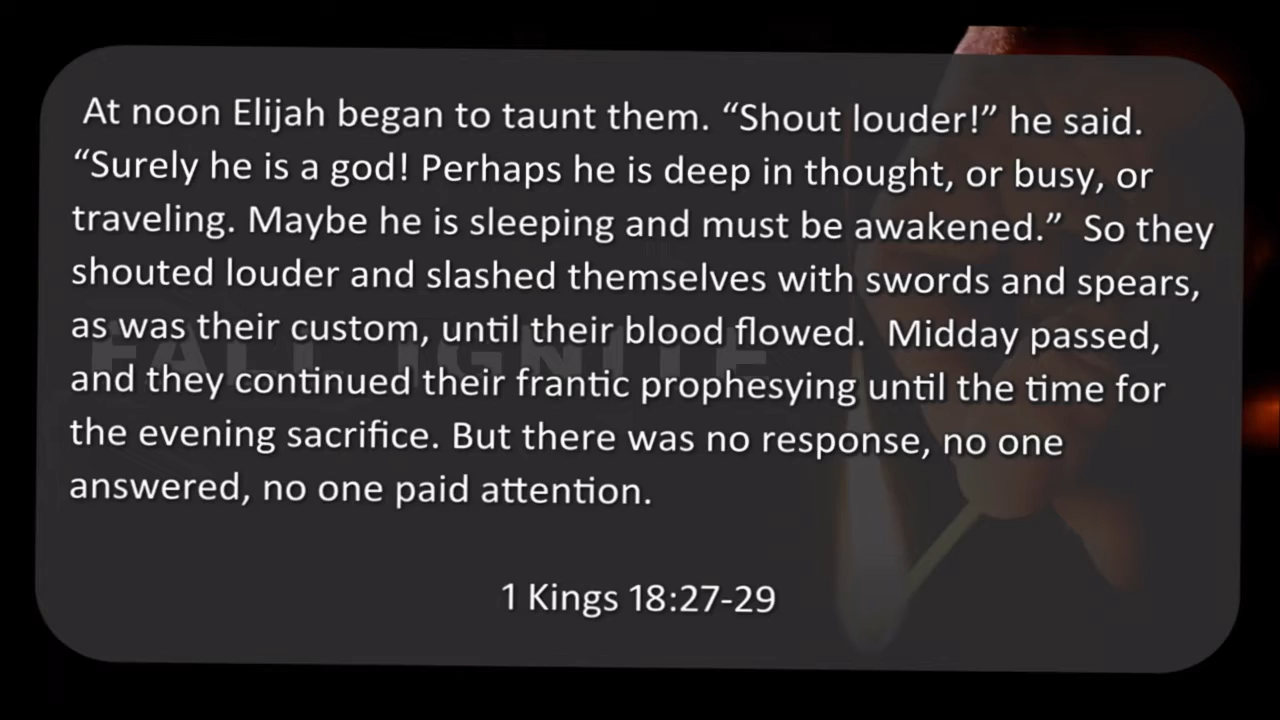 At noon Elijah began to taunt them. “Shout louder!” he said.
“Surely he is a god! Perhaps he is deep in thought, or busy, or
traveling. Maybe he is sleeping and must be awakened.”  So they
shouted louder and slashed themselves with swords and spears,
as was their custom, until their blood flowed.  Midday passed,
FALL IGNITE
and they continued their frantic prophesying until the time for
the evening sacrifice. But there was no response, no one
answered, no one paid attention.
1 Kings 18:27-29